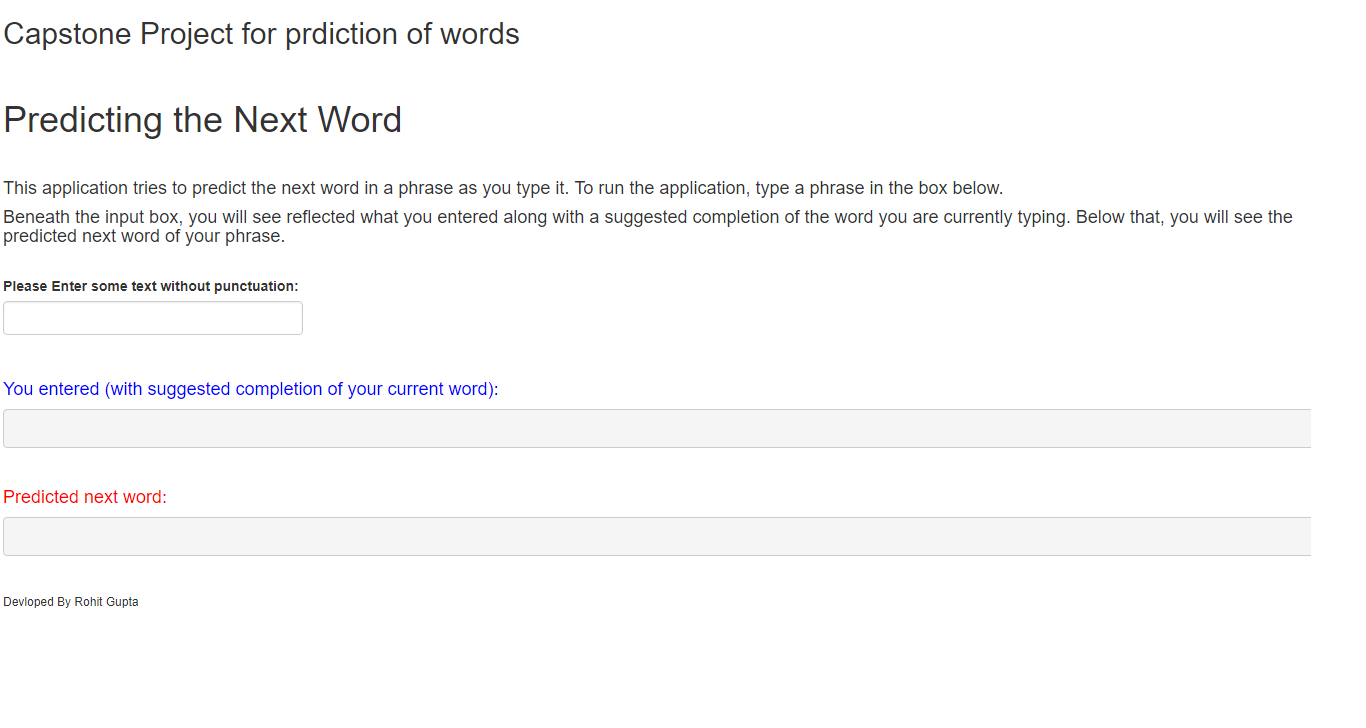 Capstone Project for prdiction of words
Predicting the Next Word
This application tries to predict the next word in a phrase as you type it. To run the application, type a phrase in the box below.
Beneath the input box, you will see reflected what you entered along with a suggested completion of the word you are currently typing. Below that, you will see the
predicted next word of your phrase.
Please Enter some text without punctuation:
You entered (with suggested completion of your current word):
Predicted next word:
Devloped By Rohit Gupta